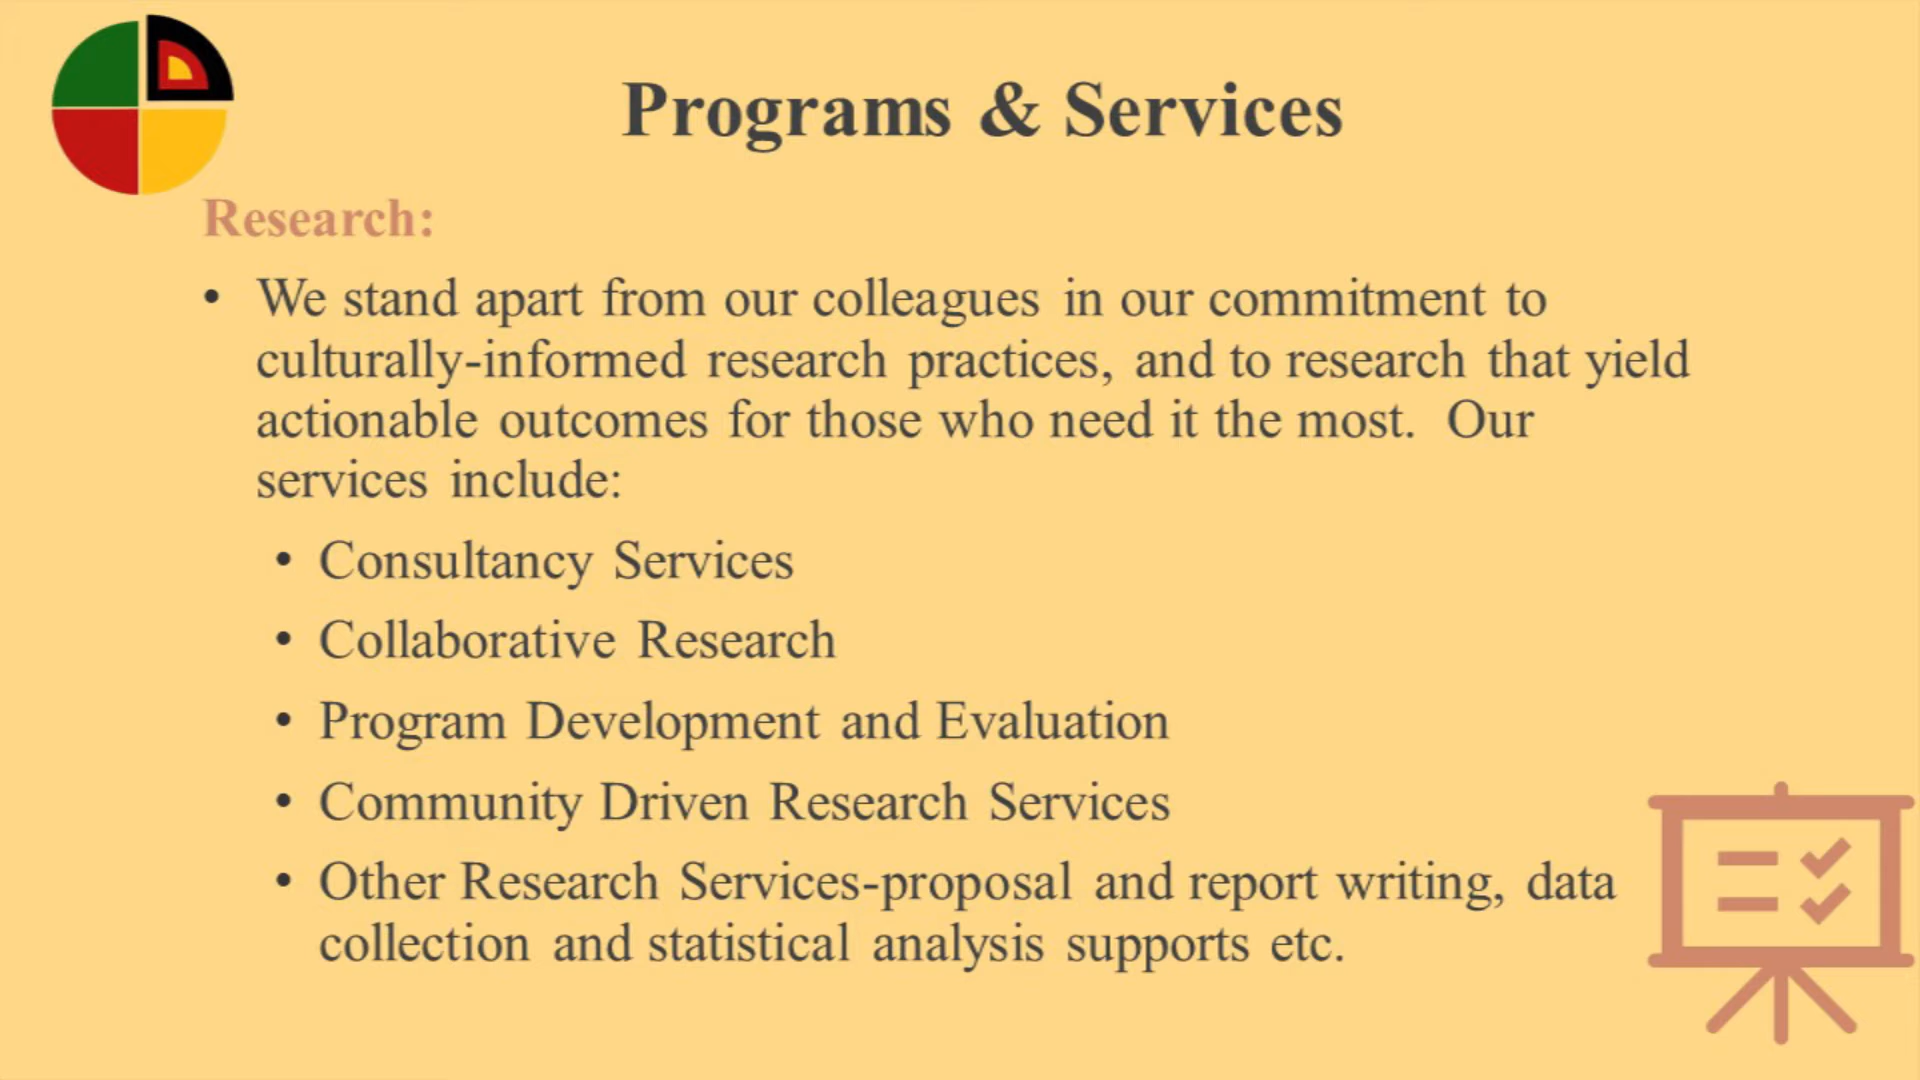 Programs & Services
Research:
• We stand apart from our colleagues in our commitment to
culturally-informed research practices, and to research that yield
actionable outcomes for those who need it the most. Our
services include:
• Consultancy Services
• Collaborative Research
• Program Development and Evaluation
• Community Driven Research Services
• Other Research Services-proposal and report writing, data
collection and statistical analysis supports etc.